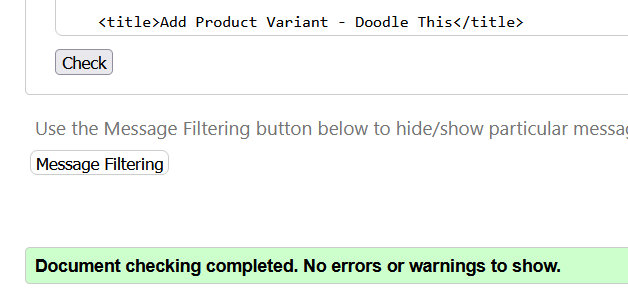 <title>Add Product Variant - Doodle This</title>
Check
Use the Message Filtering button below to hide/show particular
Message Filtering
Document checking completed. No errors or warnings to show.